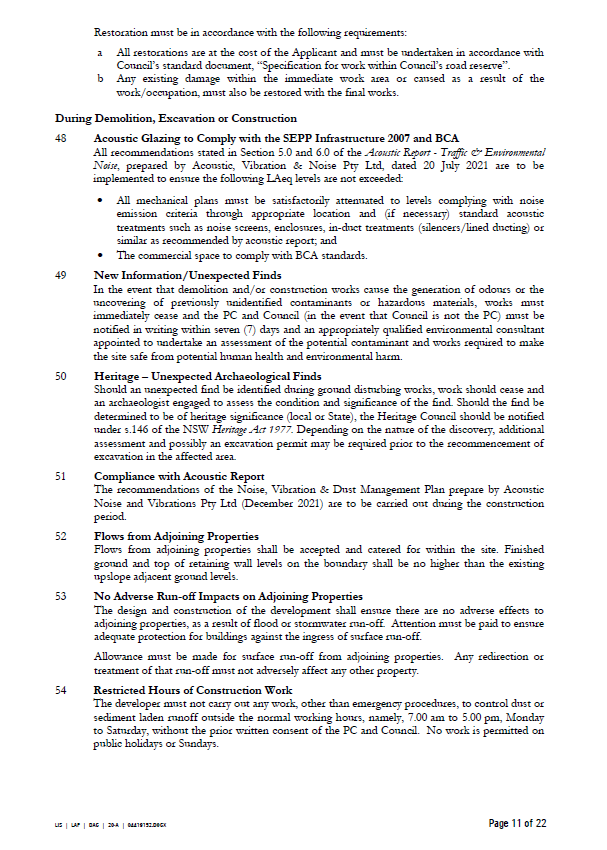 Restoration must be in accordance with the following requirements:
a All restorations are at the cost of the Applicant and must be undertaken in accordance with
Council's standard document, "Specification for work within Council's road reserve".
b Any existing damage within the immediate work area or caused as a result of the
work/occupation, must also be restored with the final works.
During Demolition, Excavation or Construction
48 Acoustic Glazing to Comply with the SEPP Infrastructure 2007 and BCA
All recommendations stated in Section 5.0 and 6.0 of the Acoustic Report - Traffic & Environmental
Noise, prepared by Acoustic, Vibration & Noise Pty Ltd, dated 20 July 2021 are to be
implemented to ensure the following LAeq levels are not exceeded:
• All mechanical plans must be satisfactorily attenuated to levels complying with noise
emission criteria through appropriate location and (if necessary) standard acoustic
treatments such as noise screens, enclosures, in-duct treatments (silencers/lined ducting) or
similar as recommended by acoustic report; and
• The commercial space to comply with BCA standards.
49 New Information/Unexpected Finds
In the event that demolition and/or construction works cause the generation of odours or the
uncovering of previously unidentified contaminants or hazardous materials, works must
immediately cease and the PC and Council (in the event that Council is not the PC) must be
notified in writing within seven (7) days and an appropriately qualified environmental consultant
appointed to undertake an assessment of the potential contaminant and works required to make
the site safe from potential human health and environmental harm.
50 Heritage – Unexpected Archaeological Finds
Should an unexpected find be identified during ground disturbing works, work should cease and
an archaeologist engaged to assess the condition and significance of the find. Should the find be
determined to be of heritage significance (local or State), the Heritage Council should be notified
under s.146 of the NSW Heritage Act 1977. Depending on the nature of the discovery, additional
assessment and possibly an excavation permit may be required prior to the recommencement of
excavation in the affected area.
51 Compliance with Acoustic Report
The recommendations of the Noise, Vibration & Dust Management Plan prepare by Acoustic
Noise and Vibrations Pty Ltd (December 2021) are to be carried out during the construction
period.
52 Flows from Adjoining Properties
Flows from adjoining properties shall be accepted and catered for within the site. Finished
ground and top of retaining wall levels on the boundary shall be no higher than the existing
upslope adjacent ground levels.
53 No Adverse Run-off Impacts on Adjoining Properties
The design and construction of the development shall ensure there are no adverse effects to
adjoining properties, as a result of flood or stormwater run-off. Attention must be paid to ensure
adequate protection for buildings against the ingress of surface run-off.
Allowance must be made for surface run-off from adjoining properties. Any redirection or
treatment of that run-off must not adversely affect any other property.
54 Restricted Hours of Construction Work
The developer must not carry out any work, other than emergency procedures, to control dust or
sediment laden runoff outside the normal working hours, namely, 7.00 am to 5.00 pm, Monday
to Saturday, without the prior written consent of the PC and Council. No work is permitted on
public holidays or Sundays.
LIS | LAP | DAG | 20-A | 04419152.DOCX Page 11 of 22